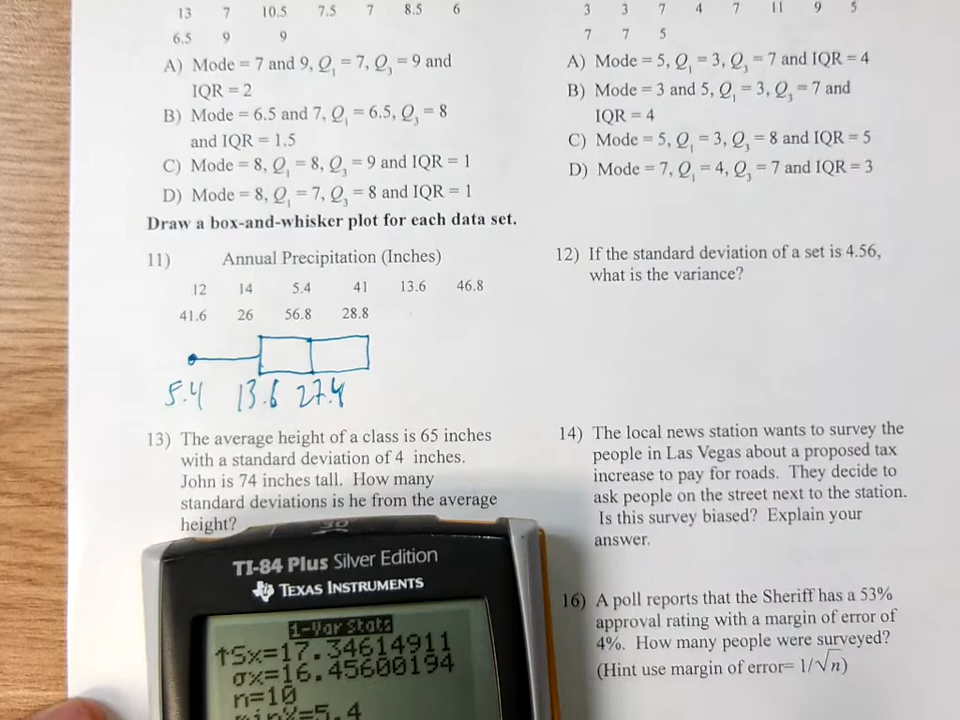 13 7 10.5 7.5 7 8.5 6
6.5 9 9
A) Mode = 7 and 9, Q₁ = 7, Q₃ = 9 and
IQR = 2
B) Mode = 6.5 and 7, Q₁ = 6.5, Q₃ = 8
and IQR = 1.5
C) Mode = 8, Q₁ = 8, Q₃ = 9 and IQR = 1
D) Mode = 8, Q₁ = 7, Q₃ = 8 and IQR = 1
3 3 7 4 7 11 9 5
7 7 5
A) Mode = 5, Q₁ = 3, Q₃ = 7 and IQR = 4
B) Mode = 3 and 5, Q₁ = 3, Q₃ = 7 and
IQR = 4
C) Mode = 5, Q₁ = 3, Q₃ = 8 and IQR = 5
D) Mode = 7, Q₁ = 4, Q₃ = 7 and IQR = 3
Draw a box-and-whisker plot for each data set.
11) Annual Precipitation (Inches)
12 14 5.4 41 13.6 46.8
41.6 26 56.8 28.8
5.4 13.6 27.4
12) If the standard deviation of a set is 4.56,
what is the variance?
13) The average height of a class is 65 inches
with a standard deviation of 4 inches.
John is 74 inches tall. How many
standard deviations is he from the average
height?
14) The local news station wants to survey the
people in Las Vegas about a proposed tax
increase to pay for roads. They decide to
ask people on the street next to the station.
Is this survey biased? Explain your
answer.
16) A poll reports that the Sheriff has a 53%
approval rating with a margin of error of
4%. How many people were surveyed?
(Hint use margin of error= 1/√n)
TI-84 Plus Silver Edition
TEXAS INSTRUMENTS
1-Var Stats
↑Sx=17.34614911
σx=16.45600194
n=10
minX=5.4